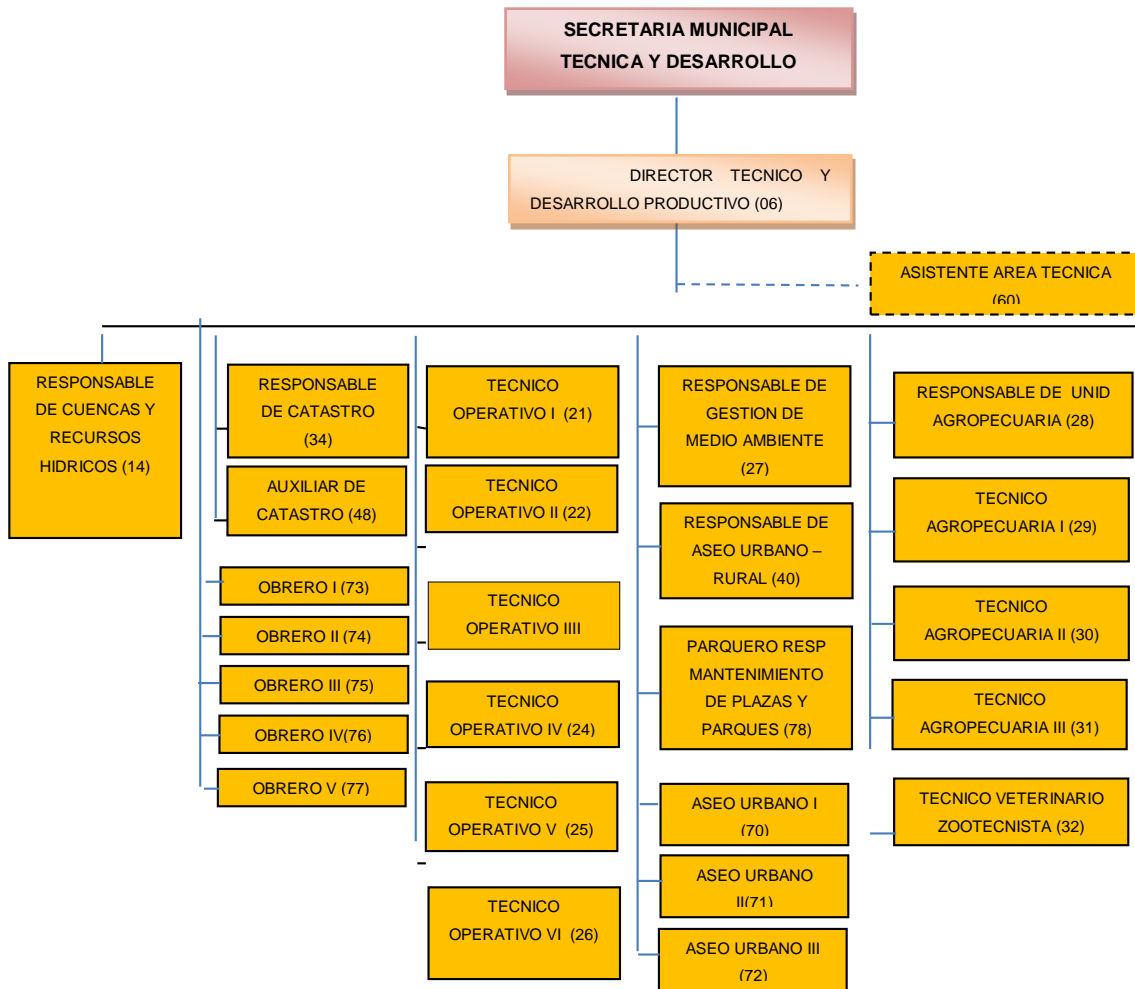 SECRETARIA MUNICIPAL
TECNICA Y DESARROLLO
DIRECTOR TECNICO Y
DESARROLLO PRODUCTIVO (06)
ASISTENTE AREA TECNICA
(60)
RESPONSABLE
DE CUENCAS Y
RECURSOS
HIDRICOS (14)
RESPONSABLE
DE CATASTRO
(34)
AUXILIAR DE
CATASTRO (48)
OBRERO I (73)
OBRERO II (74)
OBRERO III (75)
OBRERO IV(76)
OBRERO V (77)
TECNICO
OPERATIVO I (21)
TECNICO
OPERATIVO II (22)
TECNICO
OPERATIVO IIII
TECNICO
OPERATIVO IV (24)
TECNICO
OPERATIVO V (25)
TECNICO
OPERATIVO VI (26)
RESPONSABLE DE
GESTION DE
MEDIO AMBIENTE
(27)
RESPONSABLE DE
ASEO URBANO –
RURAL (40)
PARQUERO RESP
MANTENIMIENTO
DE PLAZAS Y
PARQUES (78)
ASEO URBANO I
(70)
ASEO URBANO
II(71)
ASEO URBANO III
(72)
RESPONSABLE DE UNID
AGROPECUARIA (28)
TECNICO
AGROPECUARIA I (29)
TECNICO
AGROPECUARIA II (30)
TECNICO
AGROPECUARIA III (31)
TECNICO VETERINARIO
ZOOTECNISTA (32)